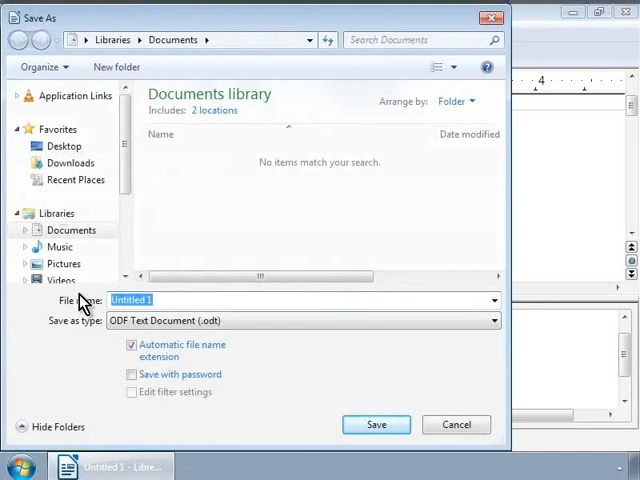 Save As
Libraries
Documents
Search Documents
Organize
New folder
Application Links
Favorites
Desktop
Downloads
Recent Places
Libraries
Documents
Music
Pictures
Videos
Documents library
Includes: 2 locations
Arrange by: Folder
Name
Date modified
No items match your search.
File name:
Untitled 1
Save as type:
ODF Text Document (.odt)
Automatic file name
extension
Save with password
Edit filter settings
Hide Folders
Save
Cancel
4
Untitled 1 - Libre...